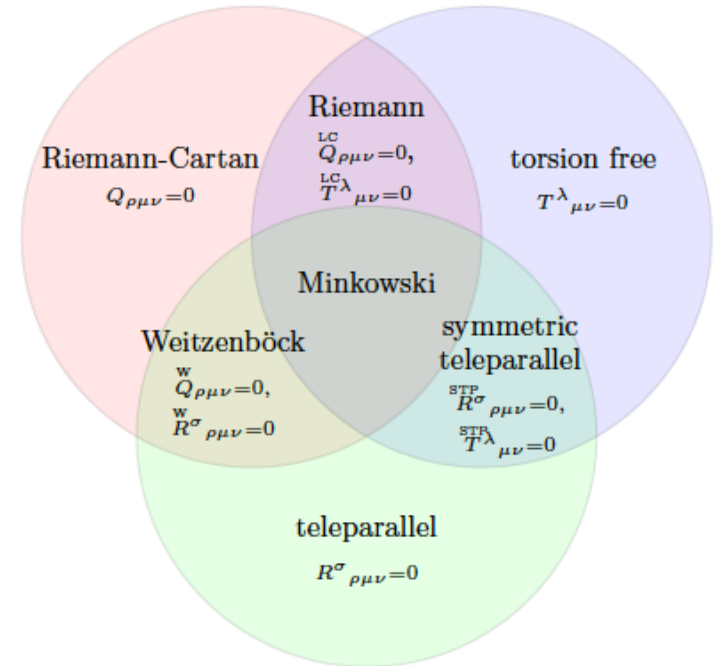 Riemann
LC
Qρμν=0,
LC
Tλμν=0
Riemann-Cartan
Qρμν=0
torsion free
Tλμν=0
Minkowski
Weitzenböck
W
Qρμν=0,
W
Rσρμν=0
symmetric
teleparallel
STP
Rσρμν=0,
STP
Tλμν=0
teleparallel
Rσρμν=0